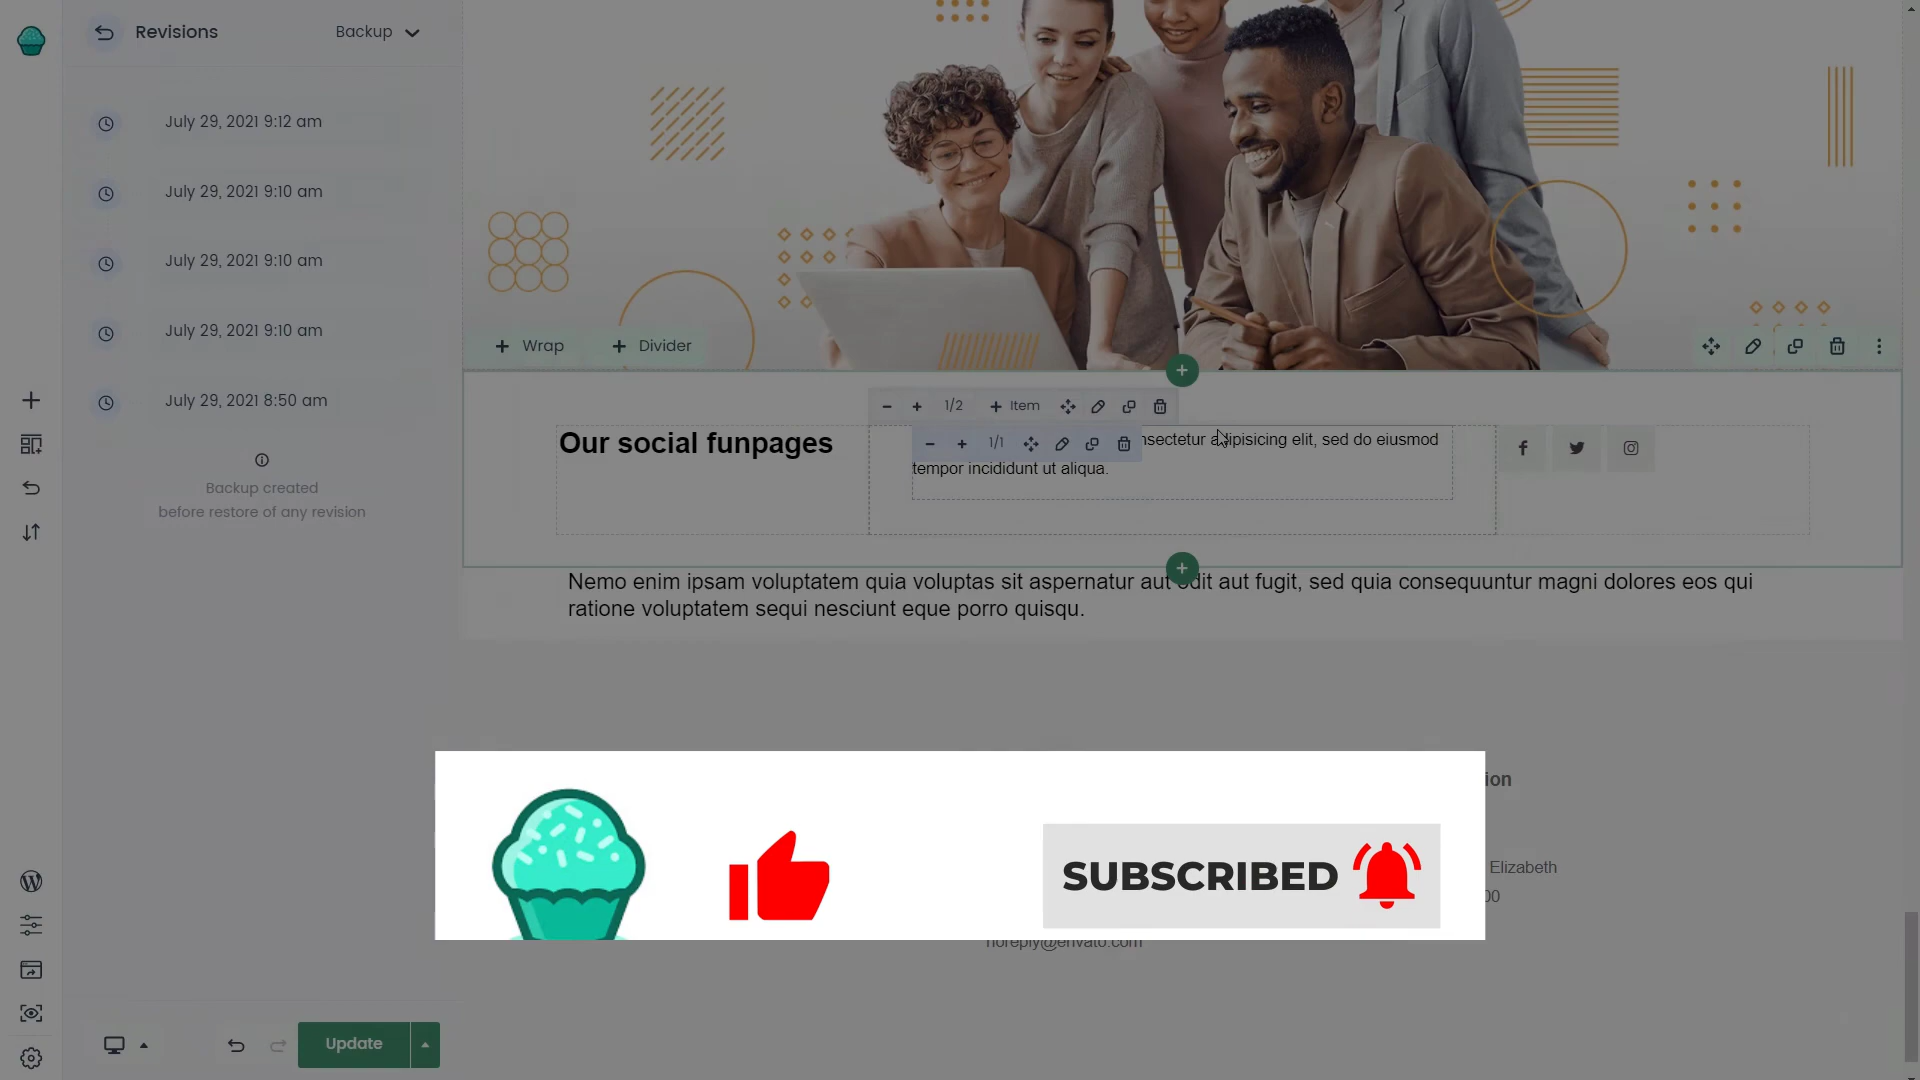 Revisions
Backup
July 29, 2021 9:12 am
July 29, 2021 9:10 am
July 29, 2021 9:10 am
July 29, 2021 9:10 am
July 29, 2021 8:50 am
Backup created
before restore of any revision
Update
+ Wrap
+ Divider
1/2
+ Item
1/1
Our social funpages
nsectetur adipisicing elit, sed do eiusmod
tempor incididunt ut aliqua.
Nemo enim ipsam voluptatem quia voluptas sit aspernatur aut odit aut fugit, sed quia consequuntur magni dolores eos qui
ratione voluptatem sequi nesciunt eque porro quisqu.
ion
Elizabeth
00
noreply@envato.com
SUBSCRIBED